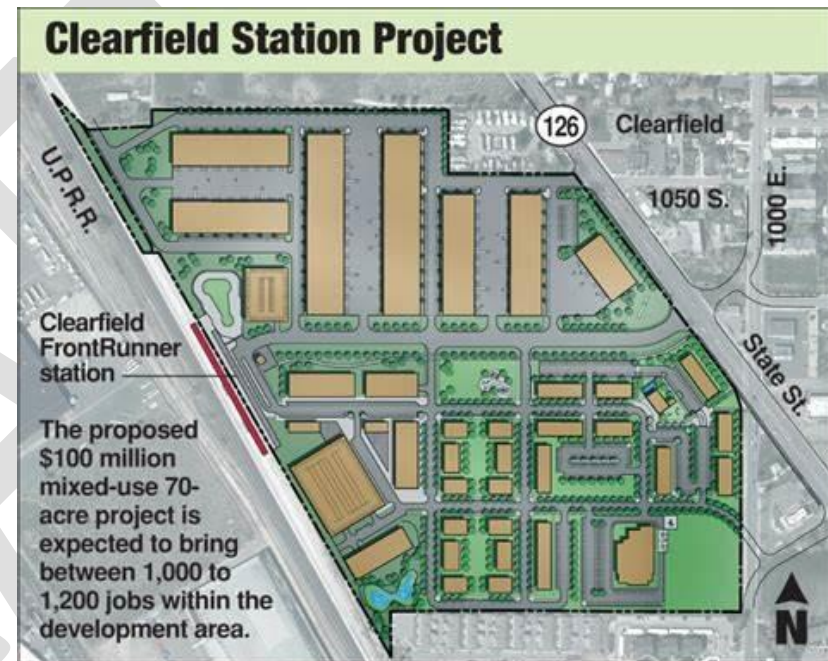 Clearfield Station Project
126
Clearfield
U.P.R.R.
1050 S.
1000 E.
Clearfield
FrontRunner
station
State St.
The proposed
$100 million
mixed-use 70-
acre project is
expected to bring
between 1,000 to
1,200 jobs within the
development area.
N